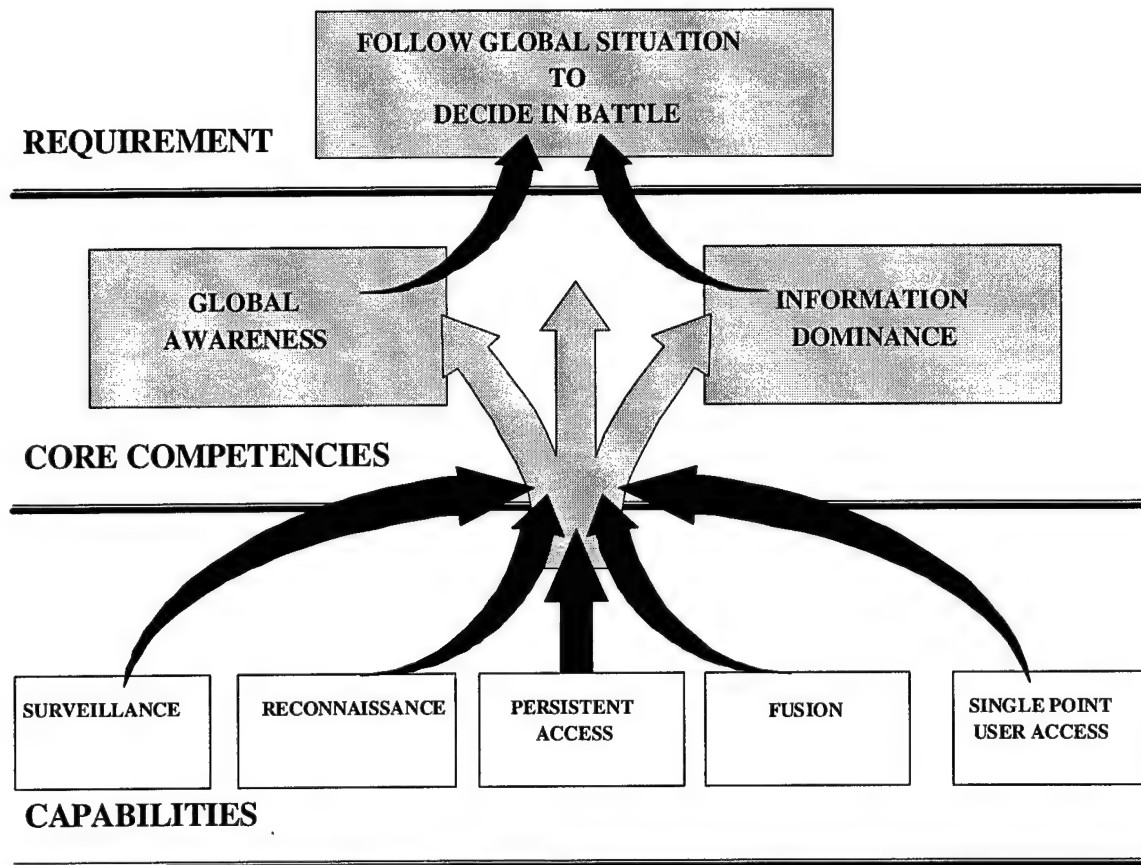 FOLLOW GLOBAL SITUATION
TO
DECIDE IN BATTLE
REQUIREMENT
GLOBAL
AWARENESS
INFORMATION
DOMINANCE
CORE COMPETENCIES
SURVEILLANCE
RECONNAISSANCE
PERSISTENT
ACCESS
FUSION
SINGLE POINT
USER ACCESS
CAPABILITIES